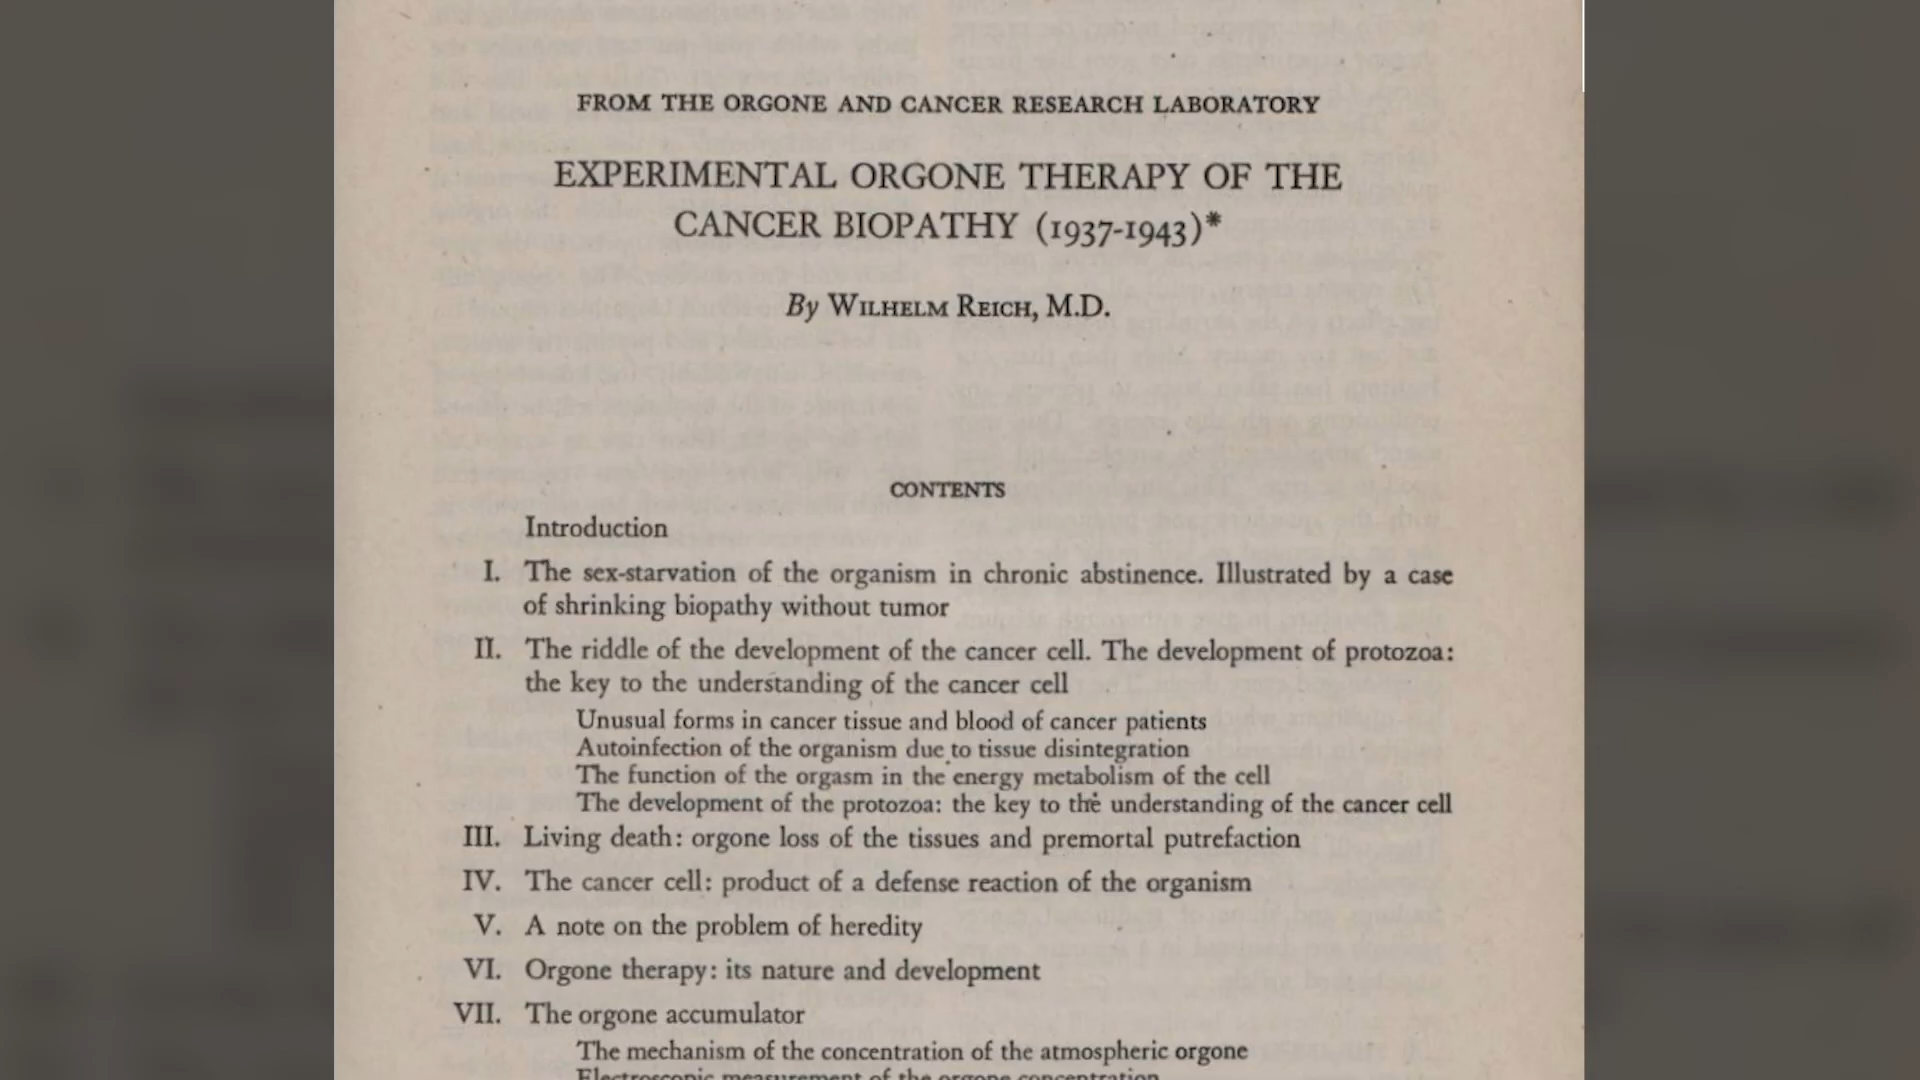 FROM THE ORGONE AND CANCER RESEARCH LABORATORY
EXPERIMENTAL ORGONE THERAPY OF THE
CANCER BIOPATHY (1937-1943)*
By WILHELM REICH, M.D.
CONTENTS
Introduction
I. The sex-starvation of the organism in chronic abstinence. Illustrated by a case
of shrinking biopathy without tumor
II. The riddle of the development of the cancer cell. The development of protozoa:
the key to the understanding of the cancer cell
Unusual forms in cancer tissue and blood of cancer patients
Autoinfection of the organism due to tissue disintegration
The function of the orgasm in the energy metabolism of the cell
The development of the protozoa: the key to the understanding of the cancer cell
III. Living death: orgone loss of the tissues and premortal putrefaction
IV. The cancer cell: product of a defense reaction of the organism
V. A note on the problem of heredity
VI. Orgone therapy: its nature and development
VII. The orgone accumulator
The mechanism of the concentration of the atmospheric orgone
Electroscopic measurement of the orgone concentration